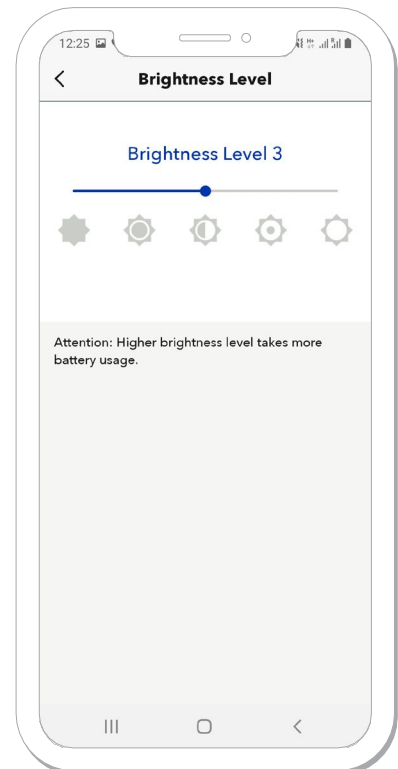 12:25
Brightness Level
Brightness Level 3
Attention: Higher brightness level takes more
battery usage.